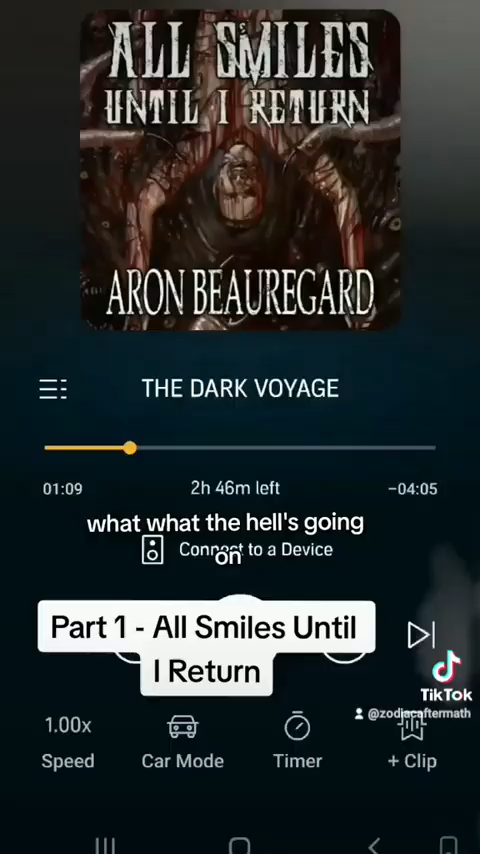 ALL SMILES
UNTIL I RETURN
ARON BEAUREGARD
THE DARK VOYAGE
01:09
2h 46m left
−04:05
what what the hell's going
on
Connect to a Device
Part 1 - All Smiles Until
I Return
TikTok
@zodiacaftermath
1.00x
Speed
Car Mode
Timer
+ Clip